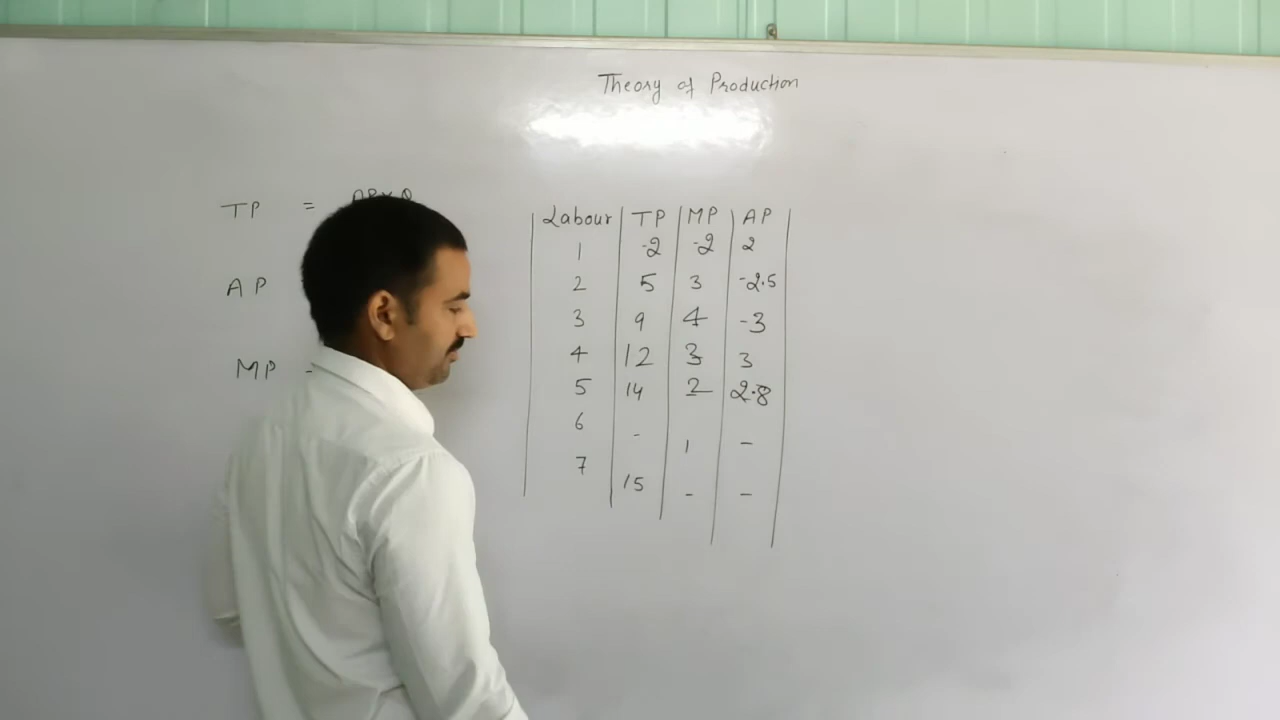 Theory of Production
TP =
AP
MP -
Labour TP MP AP
1 -2 -2 2
2 5 3 -2.5
3 9 4 -3
4 12 3 3
5 14 2 2.8
6 - 1 -
7 15 - -